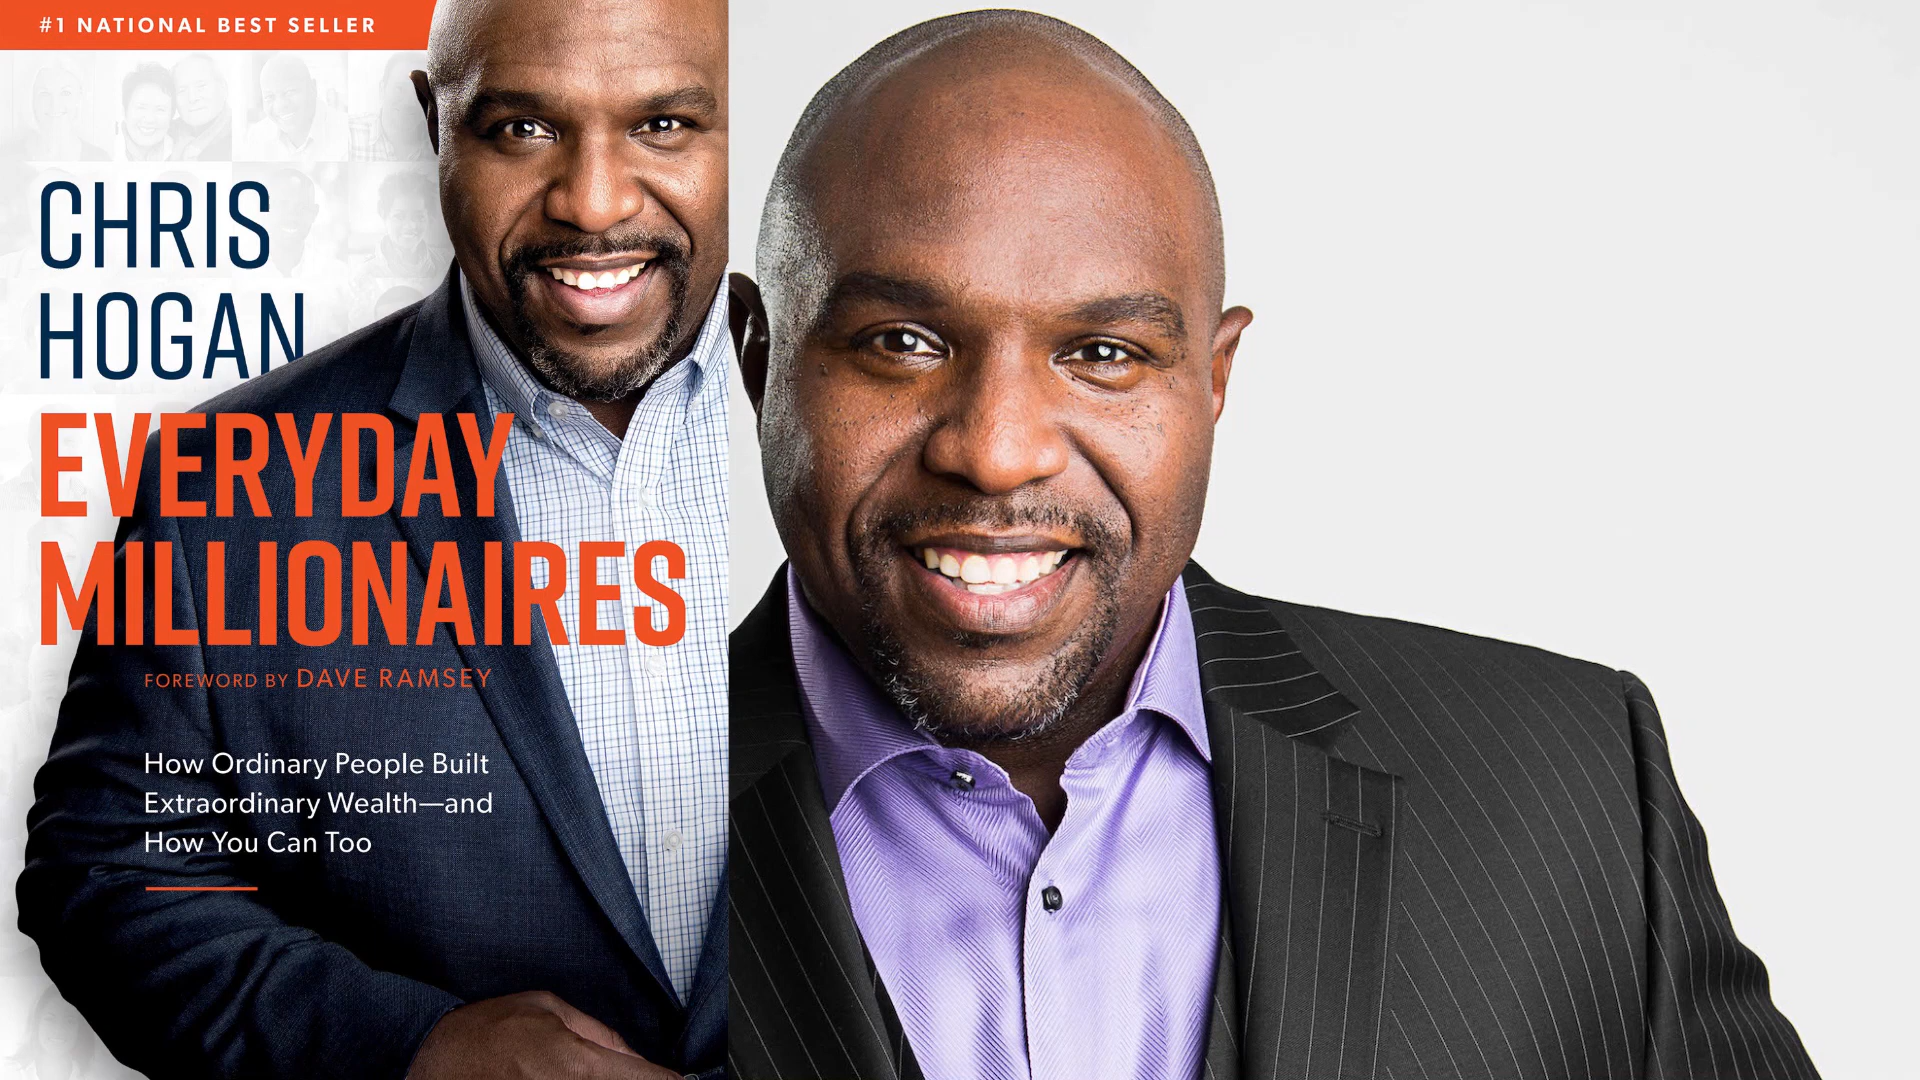 #1 NATIONAL BEST SELLER
CHRIS
HOGAN
EVERYDAY
MILLIONAIRES
FOREWORD BY DAVE RAMSEY
How Ordinary People Built
Extraordinary Wealth—and
How You Can Too